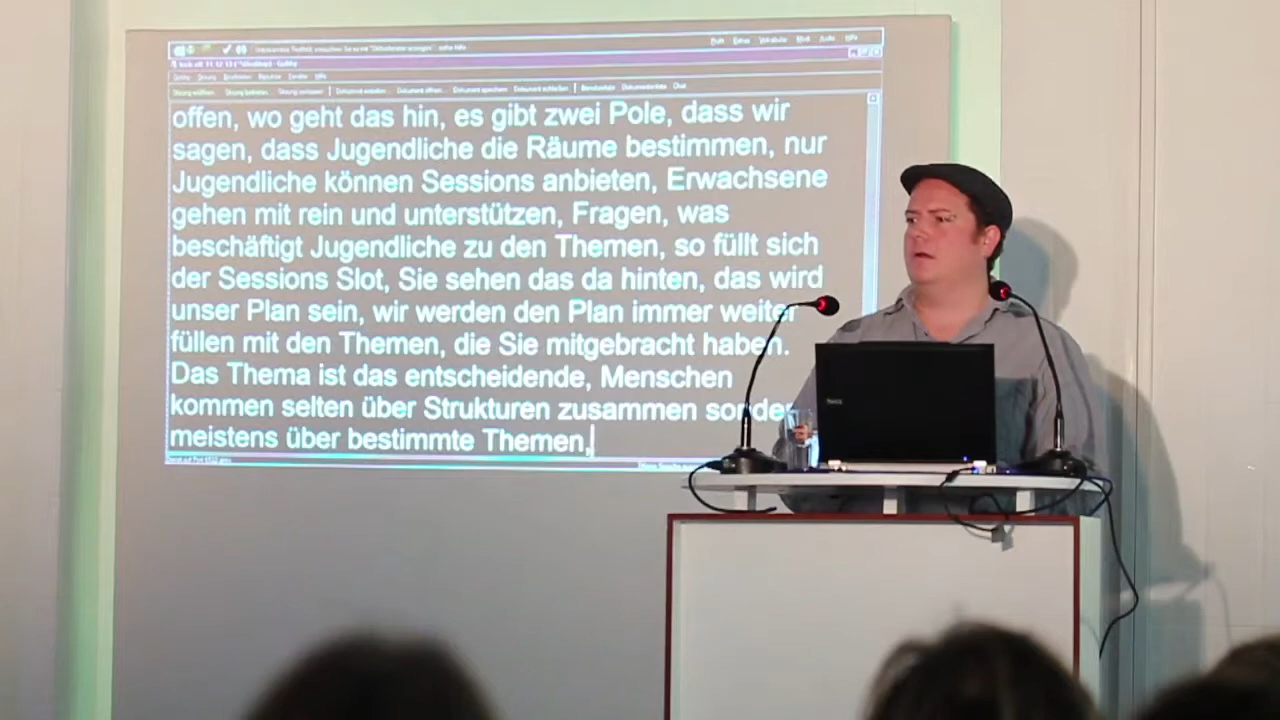 offen, wo geht das hin, es gibt zwei Pole, dass wir
sagen, dass Jugendliche die Räume bestimmen, nur
Jugendliche können Sessions anbieten, Erwachsene
gehen mit rein und unterstützen, Fragen, was
beschäftigt Jugendliche zu den Themen, so füllt sich
der Sessions Slot, Sie sehen das da hinten, das wird
unser Plan sein, wir werden den Plan immer weiter
füllen mit den Themen, die Sie mitgebracht haben.
Das Thema ist das entscheidende, Menschen
kommen selten über Strukturen zusammen sonder
meistens über bestimmte Themen,